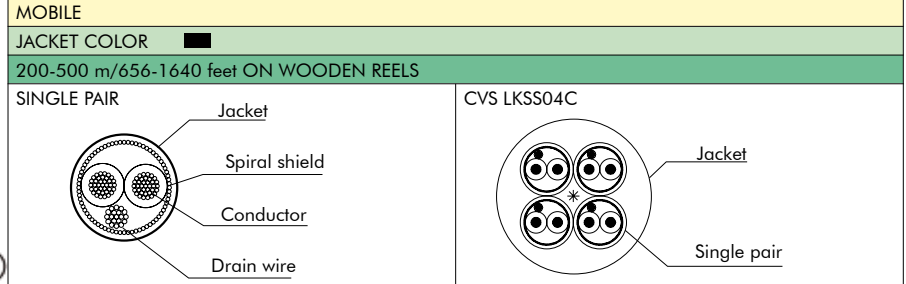 MOBILE
JACKET COLOR
200-500 m/656-1640 feet ON WOODEN REELS
SINGLE PAIR
Jacket
Spiral shield
Conductor
Drain wire
CVS LKSS04C
Jacket
Single pair